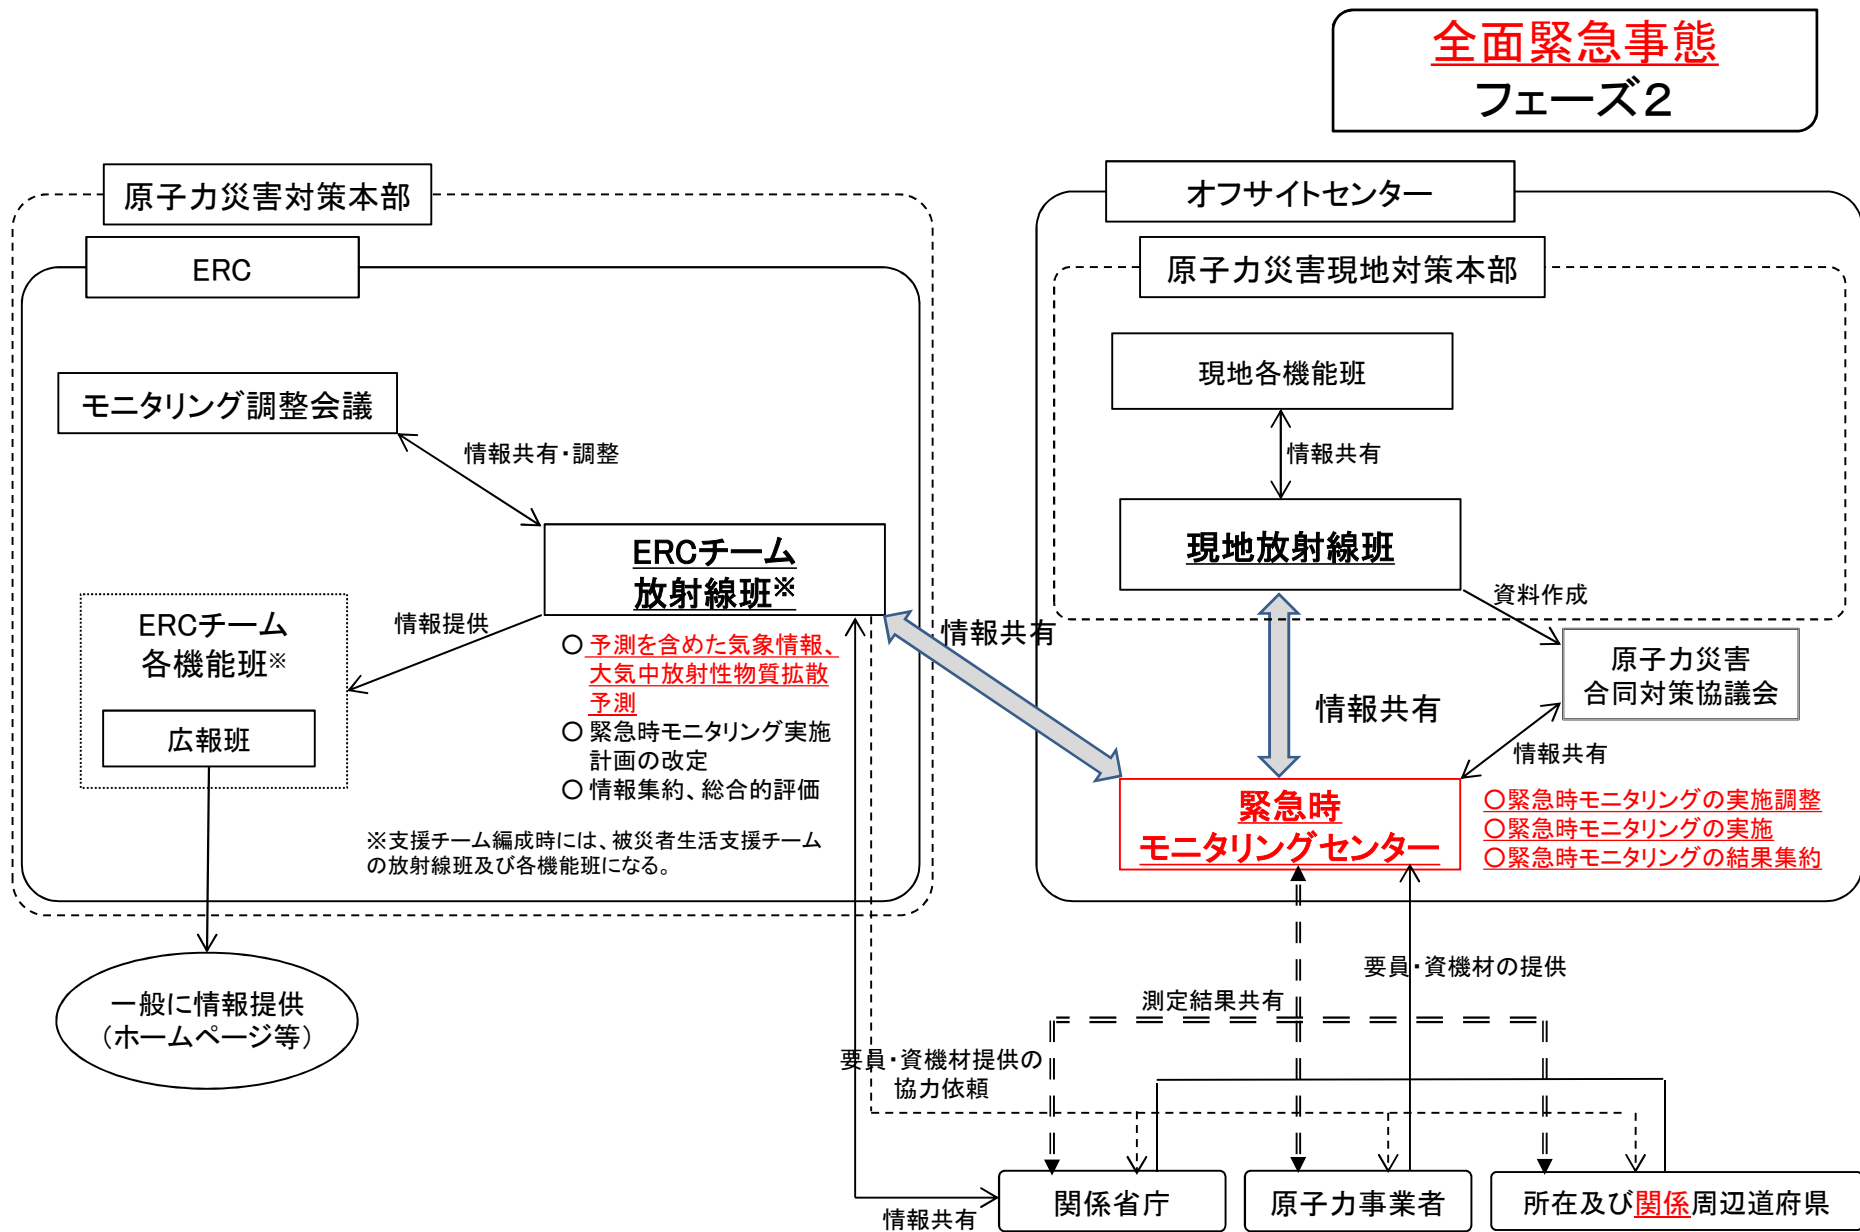 全面緊急事態
フェーズ2
原子力災害対策本部
ERC
モニタリング調整会議
情報共有・調整
ERCチーム
放射線班※
情報提供
ERCチーム
各機能班※
広報班
○予測を含めた気象情報、
大気中放射性物質拡散
予測
○緊急時モニタリング実施
計画の改定
○情報集約、総合的評価
※支援チーム編成時には、被災者生活支援チーム
の放射線班及び各機能班になる。
一般に情報提供
(ホームページ等)
情報共有
オフサイトセンター
原子力災害現地対策本部
現地各機能班
情報共有
現地放射線班
資料作成
原子力災害
合同対策協議会
情報共有
情報共有
緊急時
モニタリングセンター
○緊急時モニタリングの実施調整
○緊急時モニタリングの実施
○緊急時モニタリングの結果集約
要員・資機材の提供
測定結果共有
要員・資機材提供の
協力依頼
情報共有
関係省庁
原子力事業者
所在及び関係周辺道府県